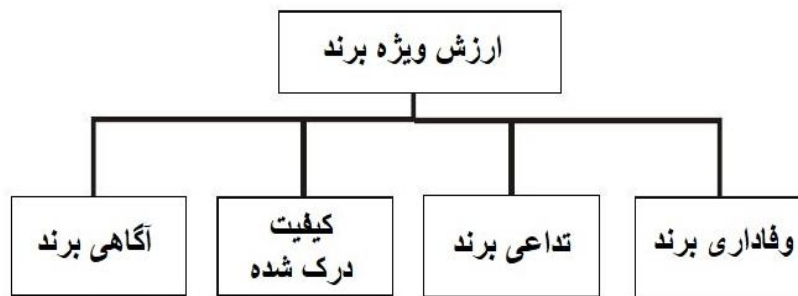 ارزش ویژه برند
وفاداری برند
تداعی برند
کیفیت
درک شده
آگاهی برند